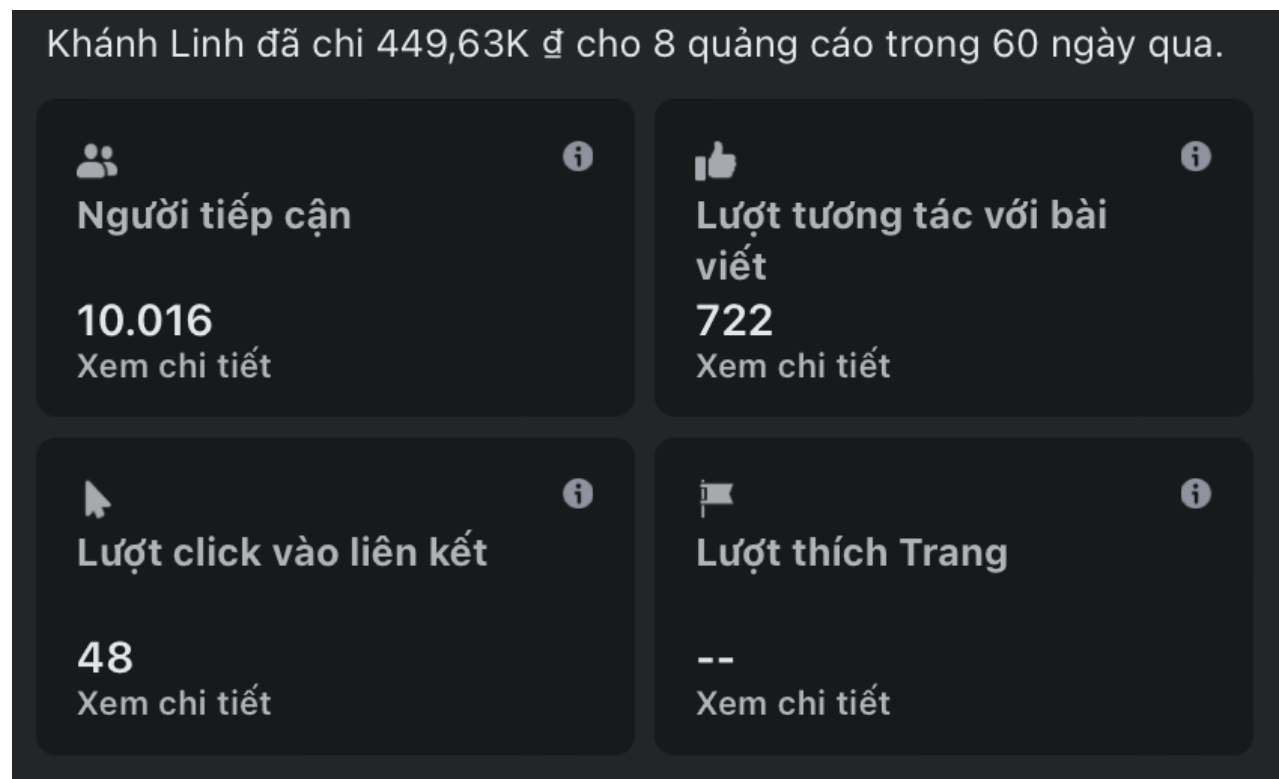 Khánh Linh đã chi 449,63K ₫ cho 8 quảng cáo trong 60 ngày qua.
Người tiếp cận
10.016
Xem chi tiết
Lượt tương tác với bài
viết
722
Xem chi tiết
Lượt click vào liên kết
48
Xem chi tiết
Lượt thích Trang
--
Xem chi tiết